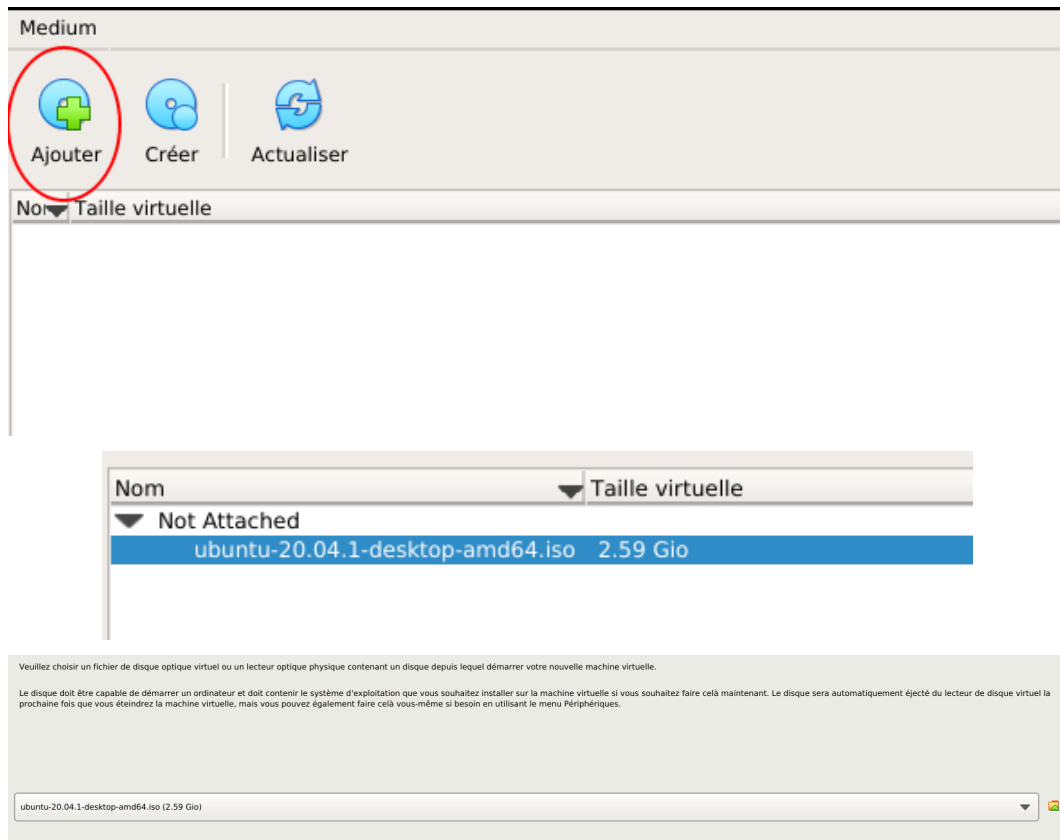 Medium
Ajouter Créer Actualiser
Taille virtuelle
Nom Taille virtuelle
Not Attached
ubuntu-20.04.1-desktop-amd64.iso 2.59 Gio
Veuillez choisir un fichier de disque optique virtuel ou un lecteur optique physique contenant un disque depuis lequel démarrer votre nouvelle machine virtuelle.
Le disque doit être capable de démarrer un ordinateur et doit contenir le système d'exploitation que vous souhaitez installer sur la machine virtuelle si vous souhaitez faire celà maintenant. Le disque sera automatiquement éjecté du lecteur de disque virtuel la
prochaine fois que vous éteindrez la machine virtuelle, mais vous pouvez également faire celà vous-même si besoin en utilisant le menu Périphériques.
ubuntu-20.04.1-desktop-amd64.iso (2.59 Gio)